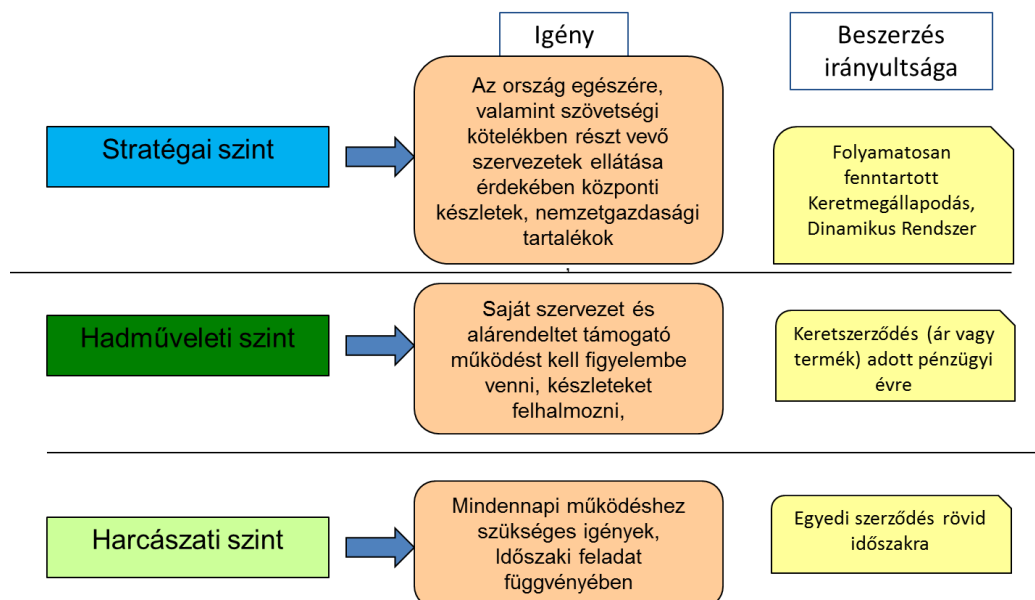 Igény
Beszerzés
irányultsága
Stratégai szint
Az ország egészére,
valamint szövetségi
kötelékben részt vevő
szervezetek ellátása
érdekében központi
készletek, nemzetgazdasági
tartalékok
,
Folyamatosan
fenntartott
Keretmegállapodás,
Dinamikus Rendszer
Hadműveleti szint
Saját szervezet és
alárendeltet támogató
működést kell figyelembe
venni, készleteket
felhalmozni,
Keretszerződés (ár vagy
termék) adott pénzügyi
évre
Harcászati szint
Mindennapi működéshez
szükséges igények,
Időszaki feladat
függvényében
Egyedi szerződés rövid
időszakra